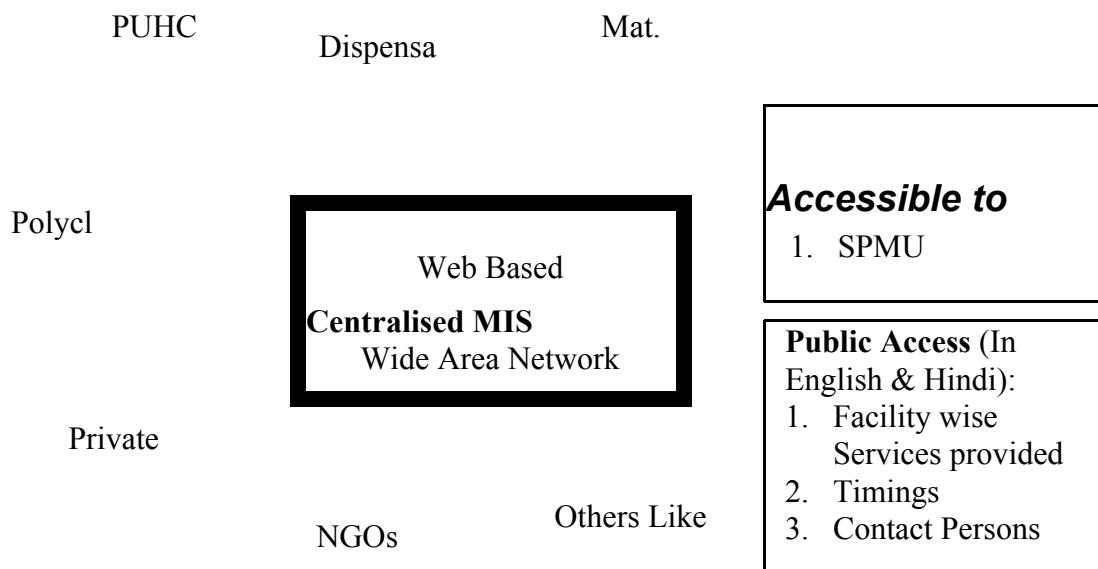 PUHC
Dispensa
Mat.
Polycl
Web Based
Centralised MIS
Wide Area Network
Accessible to
1. SPMU
Public Access (In
English & Hindi):
1. Facility wise
Services provided
2. Timings
3. Contact Persons
Private
NGOs
Others Like